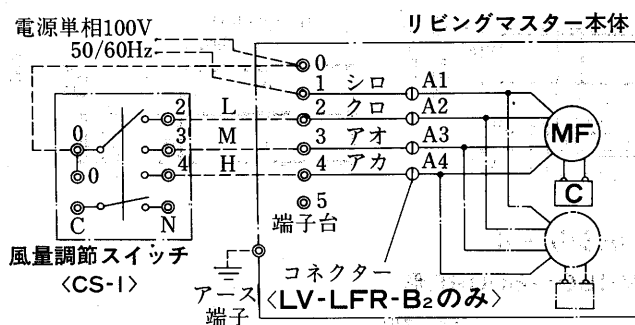 電源単相100V
50/60Hz
リビングマスター本体
0
1 シロ A1
2 L 2 クロ A2
0 3 M 3 アオ A3 MF
4 H 4 アカ A4
0 C
5
C N 端子台
風量調節スイッチ
〈CS-1〉
アース端子
コネクター
〈LV-LFR-B₂のみ〉